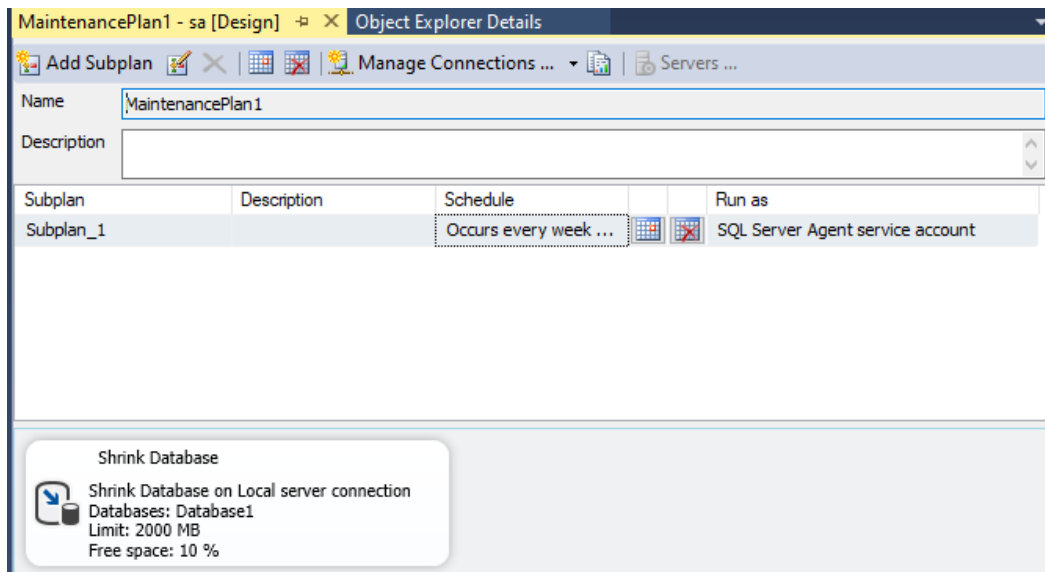 MaintenancePlan1 - sa [Design] Object Explorer Details
Add Subplan Manage Connections ... Servers ...
Name MaintenancePlan1
Description
Subplan Description Schedule Run as
Subplan_1 Occurs every week ... SQL Server Agent service account
Shrink Database
Shrink Database on Local server connection
Databases: Database1
Limit: 2000 MB
Free space: 10 %